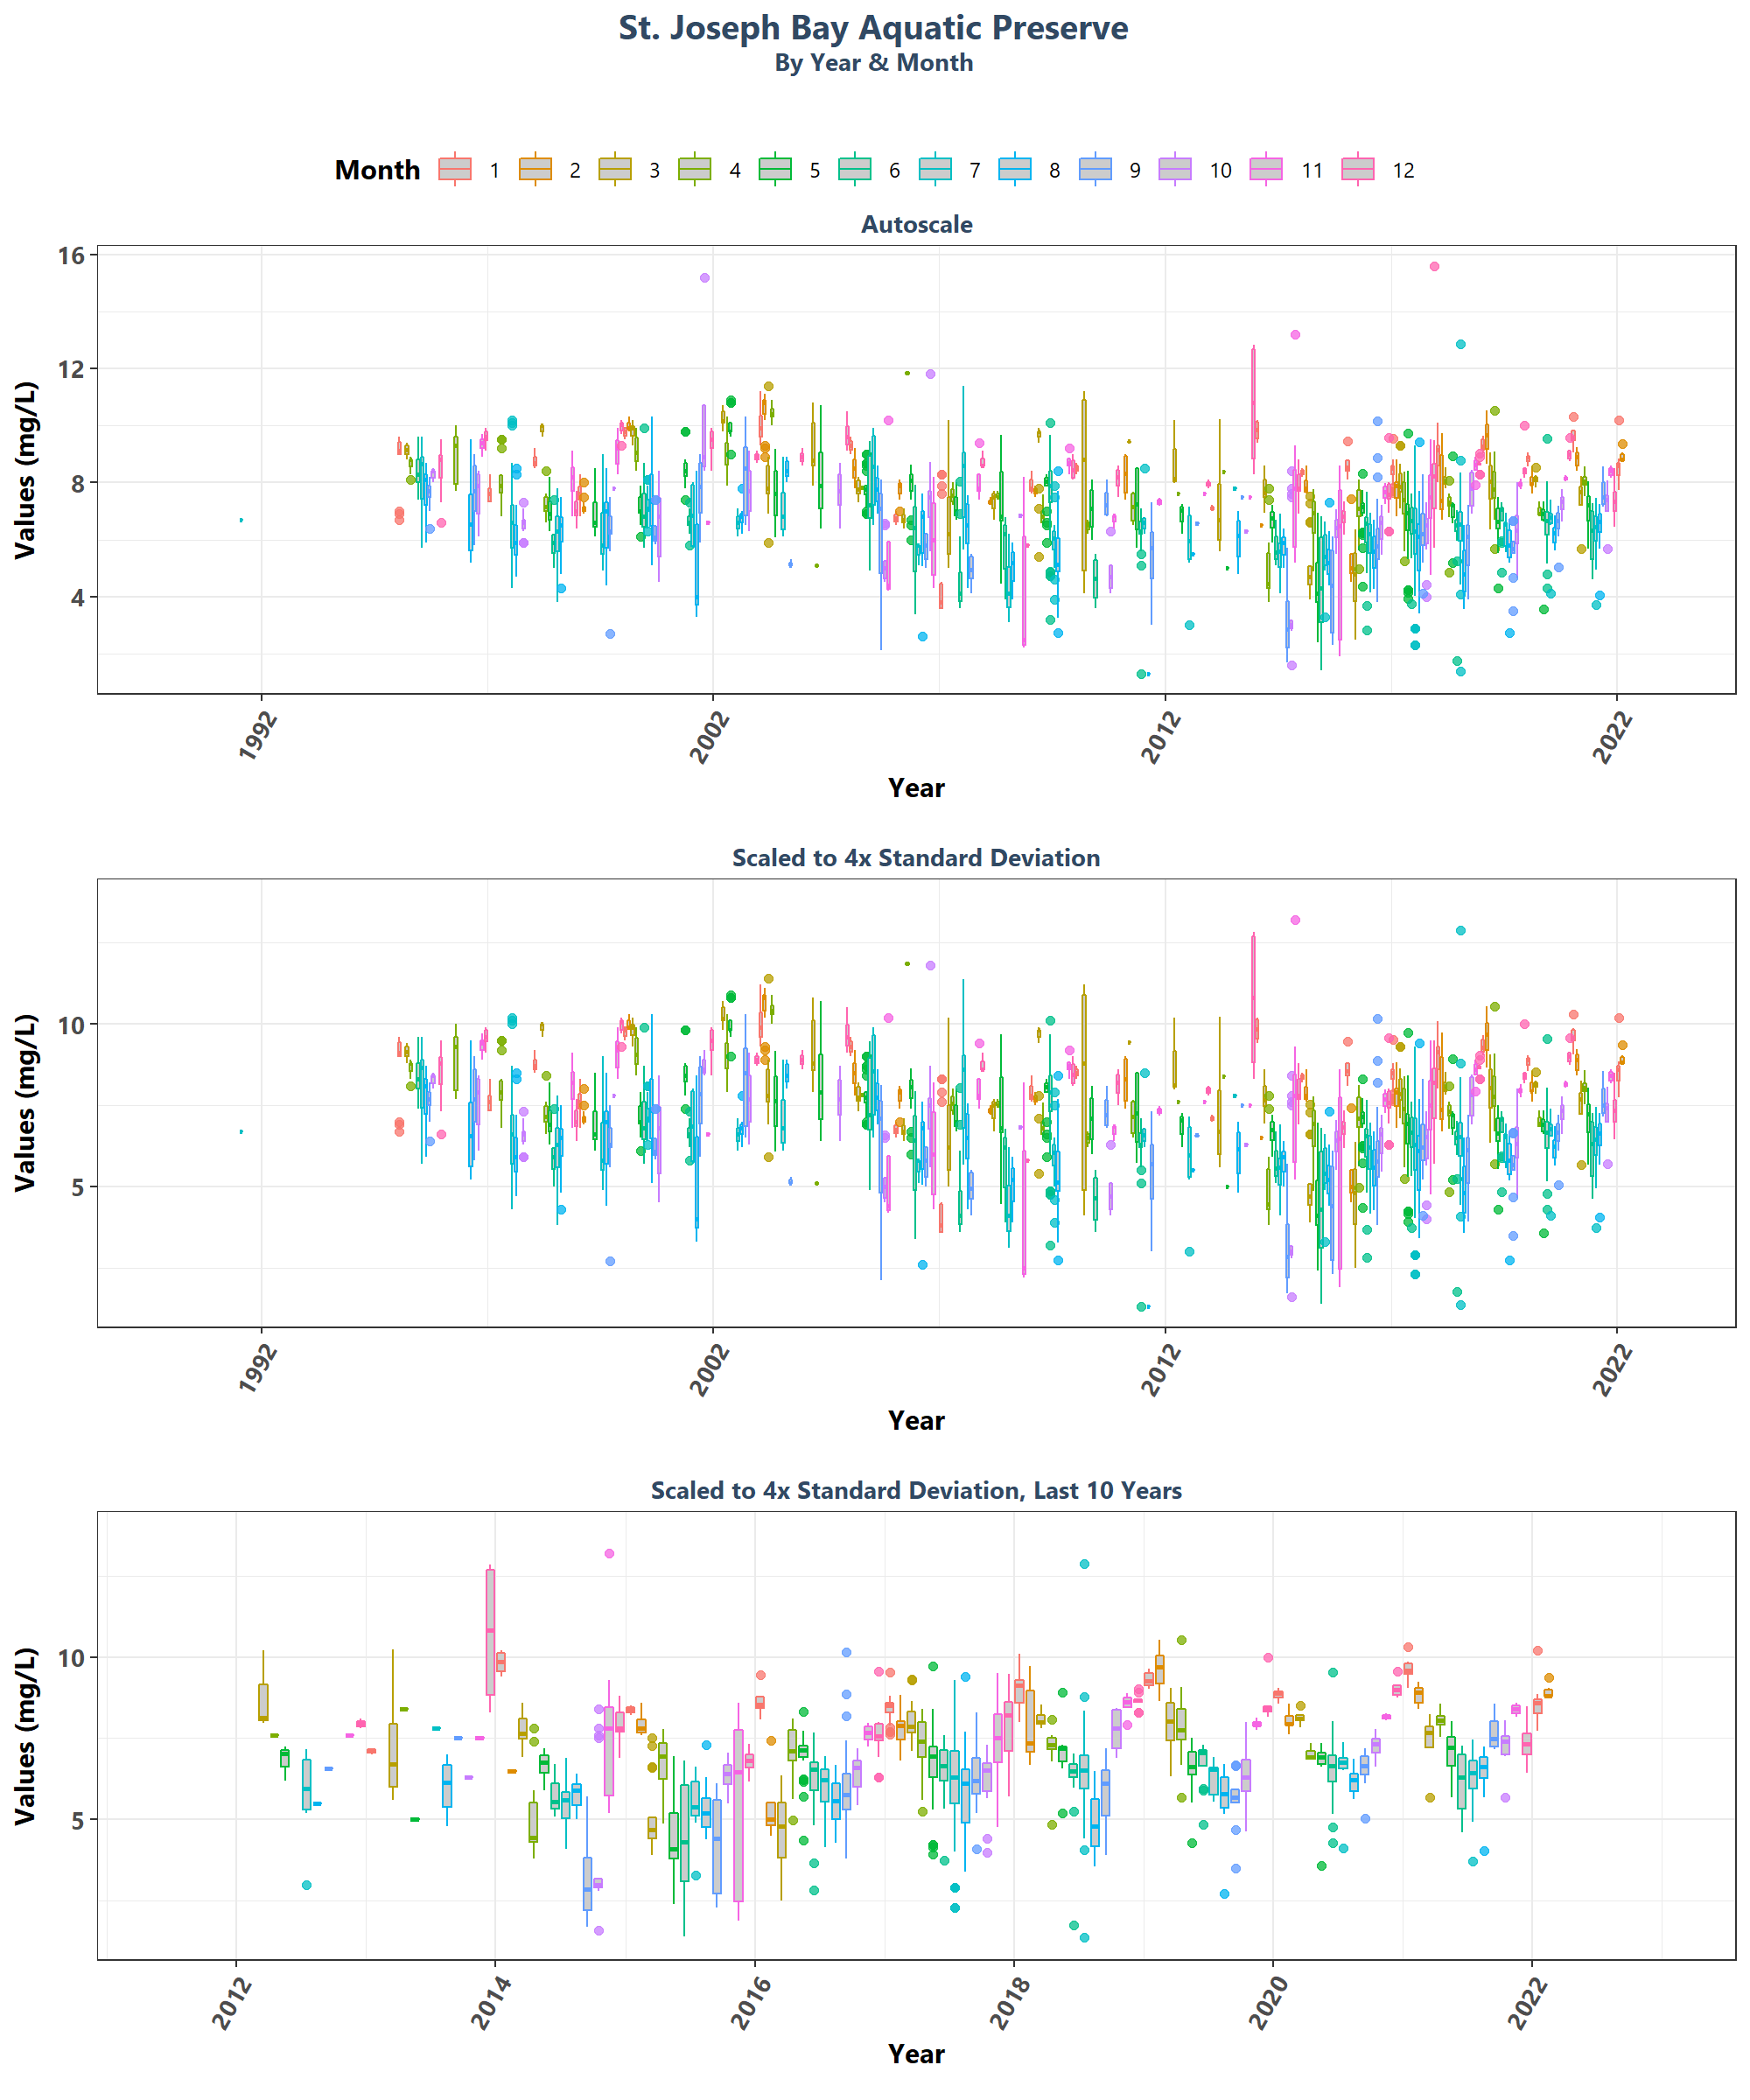 St. Joseph Bay Aquatic Preserve
By Year & Month
Month 1 2 3 4 5 6 7 8 9 10 11 12
Autoscale
Values (mg/L)
16
12
8
4
1992 2002 2012 2022
Year
Scaled to 4x Standard Deviation
Values (mg/L)
10
5
1992 2002 2012 2022
Year
Scaled to 4x Standard Deviation, Last 10 Years
Values (mg/L)
10
5
2012 2014 2016 2018 2020 2022
Year